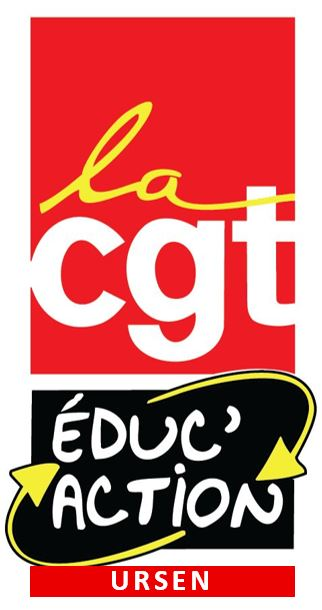 la
cgt
ÉDUC'
ACTION
URSEN